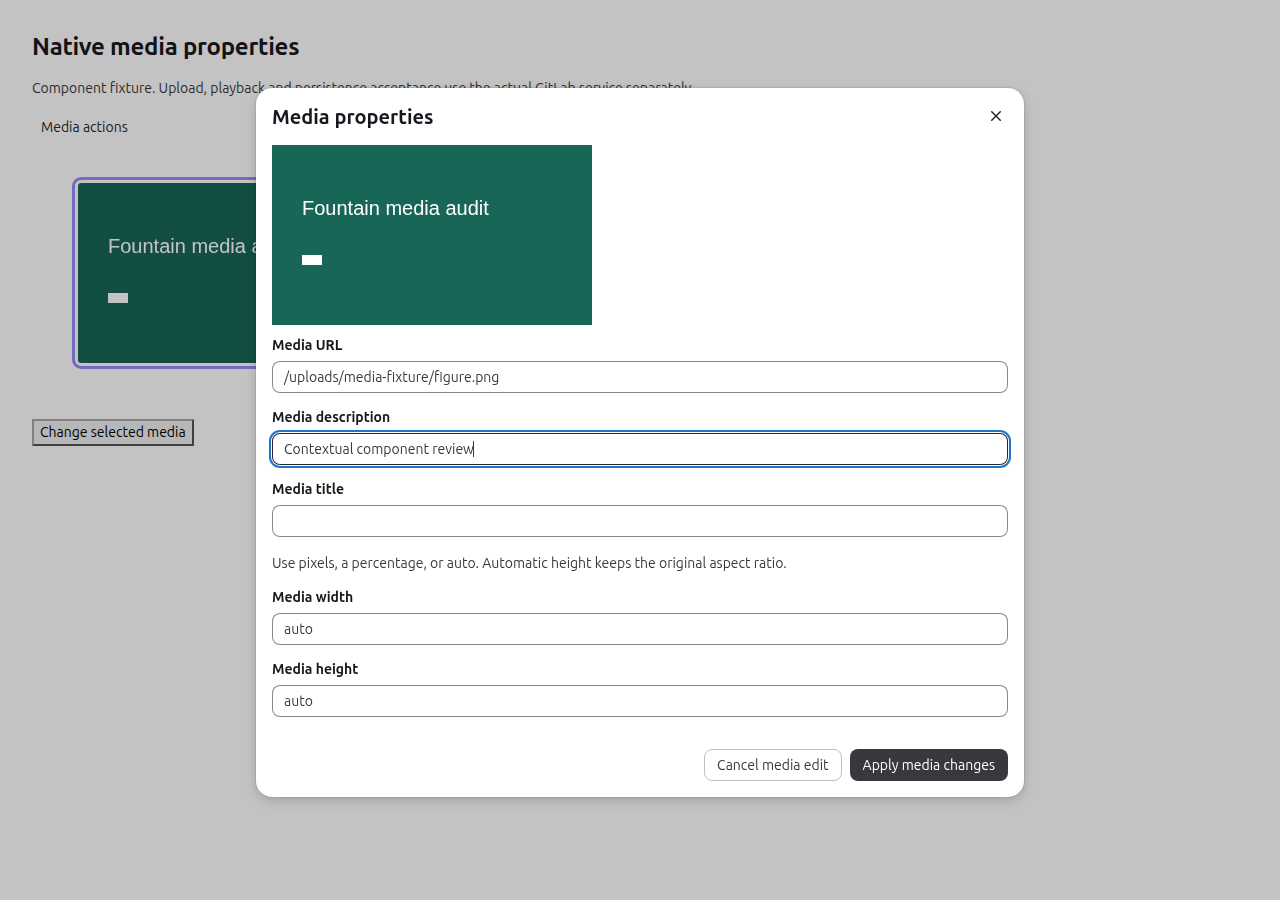 Native media properties
Component fixture. Upload, playback and persistence acceptance use the actual GitLab service separately.
Media actions
Fountain media a
Change selected media
Media properties
Fountain media audit
Media URL
/uploads/media-fixture/figure.png
Media description
Contextual component review
Media title
Use pixels, a percentage, or auto. Automatic height keeps the original aspect ratio.
Media width
auto
Media height
auto
Cancel media edit
Apply media changes